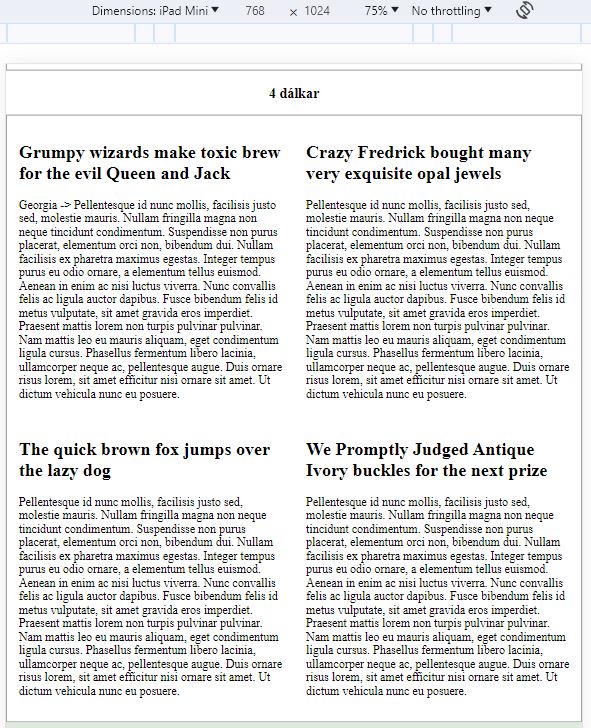 Dimensions: iPad Mini ▼ 768 × 1024 75% ▼ No throttling ▼
4 dálkar
Grumpy wizards make toxic brew
for the evil Queen and Jack
Georgia -> Pellentesque id nunc mollis, facilisis justo
sed, molestie mauris. Nullam fringilla magna non
neque tincidunt condimentum. Suspendisse non purus
placerat, elementum orci non, bibendum dui. Nullam
facilisis ex pharetra maximus egestas. Integer tempus
purus eu odio ornare, a elementum tellus euismod.
Aenean in enim ac nisi luctus viverra. Nunc convallis
felis ac ligula auctor dapibus. Fusce bibendum felis id
metus vulputate, sit amet gravida eros imperdiet.
Praesent mattis lorem non turpis pulvinar pulvinar.
Nam mattis leo eu mauris aliquam, eget condimentum
ligula cursus. Phasellus fermentum libero lacinia,
ullamcorper neque ac, pellentesque augue. Duis ornare
risus lorem, sit amet efficitur nisi ornare sit amet. Ut
dictum vehicula nunc eu posuere.
Crazy Fredrick bought many
very exquisite opal jewels
Pellentesque id nunc mollis, facilisis justo sed,
molestie mauris. Nullam fringilla magna non neque
tincidunt condimentum. Suspendisse non purus
placerat, elementum orci non, bibendum dui. Nullam
facilisis ex pharetra maximus egestas. Integer tempus
purus eu odio ornare, a elementum tellus euismod.
Aenean in enim ac nisi luctus viverra. Nunc convallis
felis ac ligula auctor dapibus. Fusce bibendum felis id
metus vulputate, sit amet gravida eros imperdiet.
Praesent mattis lorem non turpis pulvinar pulvinar.
Nam mattis leo eu mauris aliquam, eget condimentum
ligula cursus. Phasellus fermentum libero lacinia,
ullamcorper neque ac, pellentesque augue. Duis ornare
risus lorem, sit amet efficitur nisi ornare sit amet. Ut
dictum vehicula nunc eu posuere.
The quick brown fox jumps over
the lazy dog
Pellentesque id nunc mollis, facilisis justo sed,
molestie mauris. Nullam fringilla magna non neque
tincidunt condimentum. Suspendisse non purus
placerat, elementum orci non, bibendum dui. Nullam
facilisis ex pharetra maximus egestas. Integer tempus
purus eu odio ornare, a elementum tellus euismod.
Aenean in enim ac nisi luctus viverra. Nunc convallis
felis ac ligula auctor dapibus. Fusce bibendum felis id
metus vulputate, sit amet gravida eros imperdiet.
Praesent mattis lorem non turpis pulvinar pulvinar.
Nam mattis leo eu mauris aliquam, eget condimentum
ligula cursus. Phasellus fermentum libero lacinia,
ullamcorper neque ac, pellentesque augue. Duis ornare
risus lorem, sit amet efficitur nisi ornare sit amet. Ut
dictum vehicula nunc eu posuere.
We Promptly Judged Antique
Ivory buckles for the next prize
Pellentesque id nunc mollis, facilisis justo sed,
molestie mauris. Nullam fringilla magna non neque
tincidunt condimentum. Suspendisse non purus
placerat, elementum orci non, bibendum dui. Nullam
facilisis ex pharetra maximus egestas. Integer tempus
purus eu odio ornare, a elementum tellus euismod.
Aenean in enim ac nisi luctus viverra. Nunc convallis
felis ac ligula auctor dapibus. Fusce bibendum felis id
metus vulputate, sit amet gravida eros imperdiet.
Praesent mattis lorem non turpis pulvinar pulvinar.
Nam mattis leo eu mauris aliquam, eget condimentum
ligula cursus. Phasellus fermentum libero lacinia,
ullamcorper neque ac, pellentesque augue. Duis ornare
risus lorem, sit amet efficitur nisi ornare sit amet. Ut
dictum vehicula nunc eu posuere.